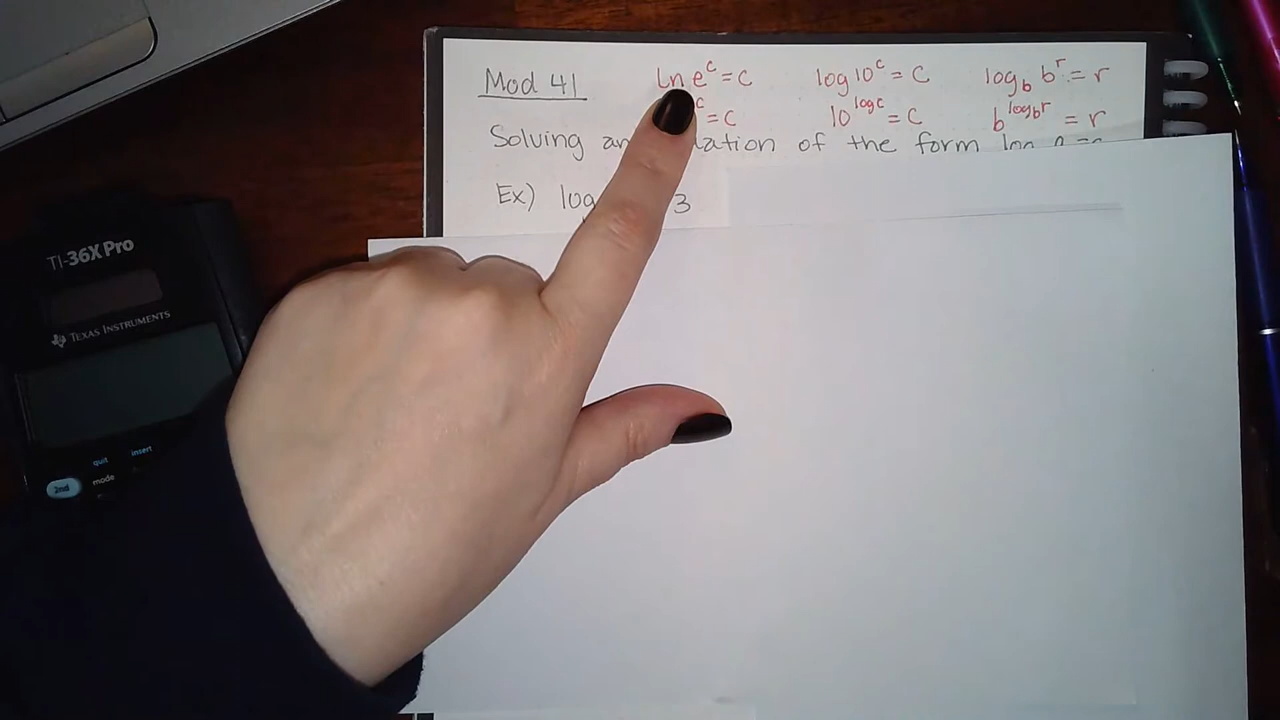 Mod 41 ln e^c = c log 10^c = c log_b b^r = r
^c = c 10^log c = c b^log_b r = r
Solving an ation of the form
Ex) log 3
TI-36X Pro
TEXAS INSTRUMENTS
quit insert
2nd mode